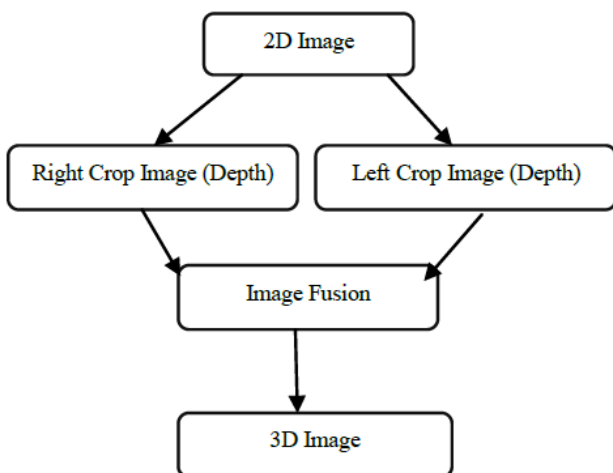 2D Image
Right Crop Image (Depth)
Left Crop Image (Depth)
Image Fusion
3D Image